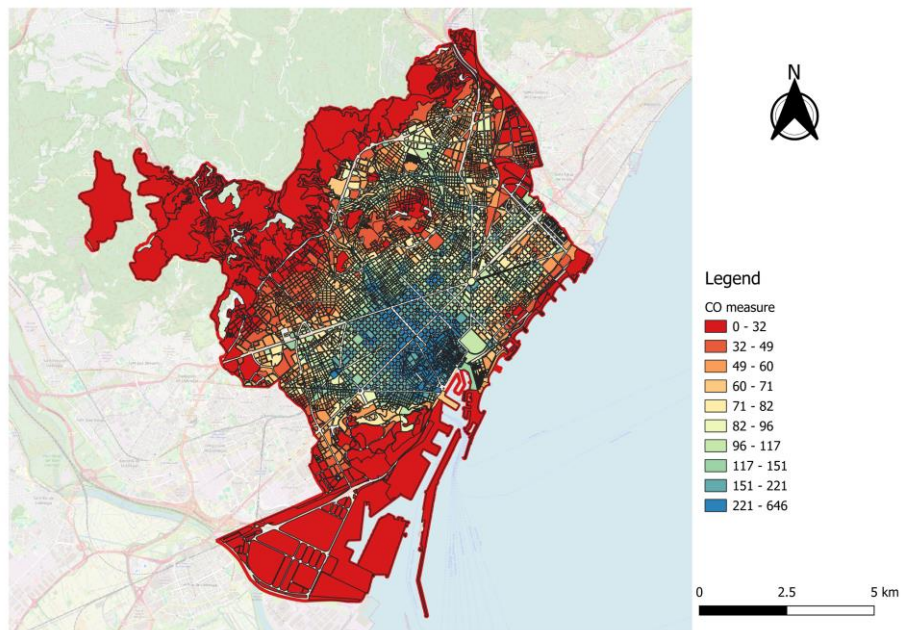 N
Legend
CO measure
0 - 32
32 - 49
49 - 60
60 - 71
71 - 82
82 - 96
96 - 117
117 - 151
151 - 221
221 - 646
0 2.5 5 km